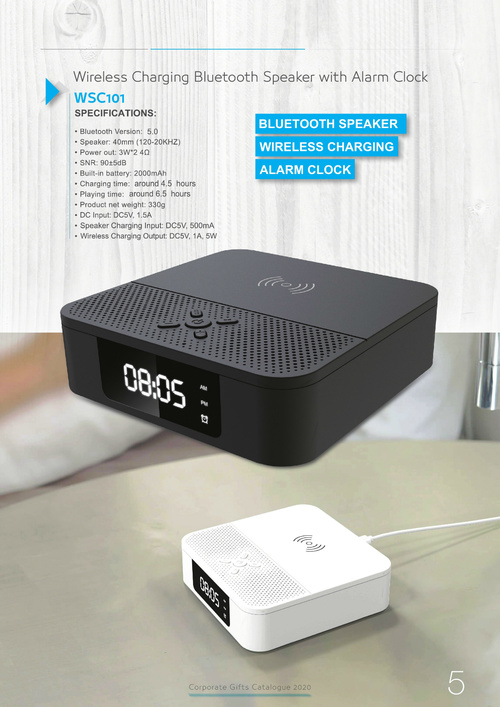 Wireless Charging Bluetooth Speaker with Alarm Clock
WSC101
SPECIFICATIONS:
• Bluetooth Version: 5.0
• Speaker: 40mm (120-20KHZ)
• Power out: 3W*2 4Ω
• SNR: 90±5dB
• Built-in battery: 2000mAh
• Charging time: around 4.5 hours
• Playing time: around 6.5 hours
• Product net weight: 330g
• DC Input: DC5V, 1.5A
• Speaker Charging Input: DC5V, 500mA
• Wireless Charging Output: DC5V, 1A, 5W
BLUETOOTH SPEAKER
WIRELESS CHARGING
ALARM CLOCK
08:05
AM
PM
08:05
Corporate Gifts Catalogue 2020
5